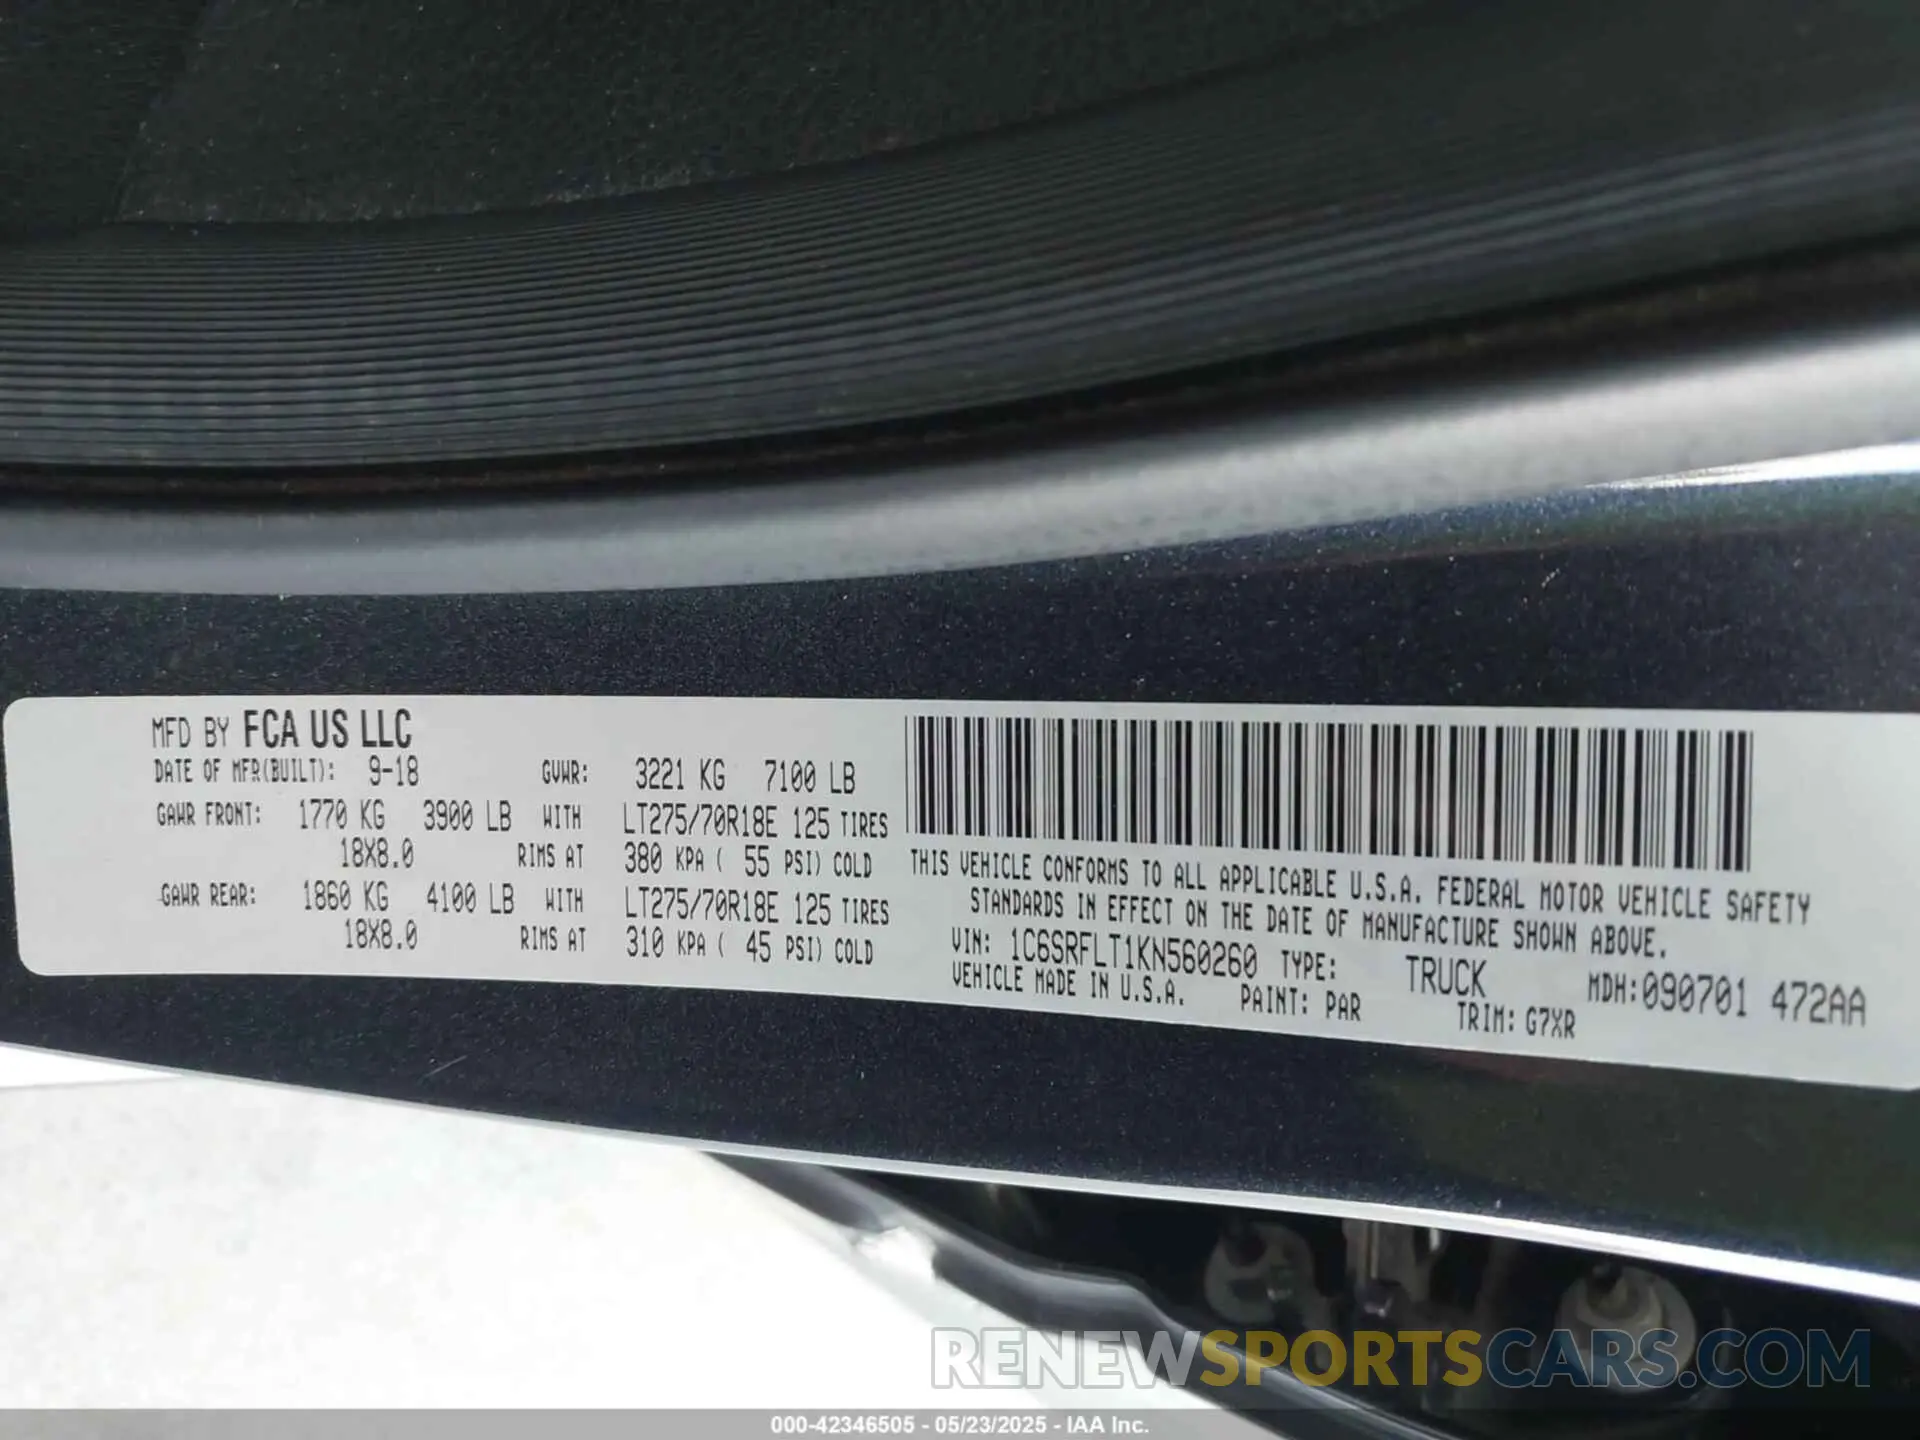 MFD BY FCA US LLC
DATE OF MFR(BUILT): 9-18 GVWR: 3221 KG 7100 LB
GAWR FRONT: 1770 KG 3900 LB WITH LT275/70R18E 125 TIRES
18X8.0 RIMS AT 380 KPA ( 55 PSI) COLD
GAWR REAR: 1860 KG 4100 LB WITH LT275/70R18E 125 TIRES
18X8.0 RIMS AT 310 KPA ( 45 PSI) COLD
THIS VEHICLE CONFORMS TO ALL APPLICABLE U.S.A. FEDERAL MOTOR VEHICLE SAFETY
STANDARDS IN EFFECT ON THE DATE OF MANUFACTURE SHOWN ABOVE.
VIN: 1C6SRFLT1KN560260 TYPE: TRUCK MDH:090701 472AA
VEHICLE MADE IN U.S.A. PAINT: PAR TRIM: G7XR
RENEWSPORTSCARS.COM
000-42346505 - 05/23/2025 - IAA Inc.